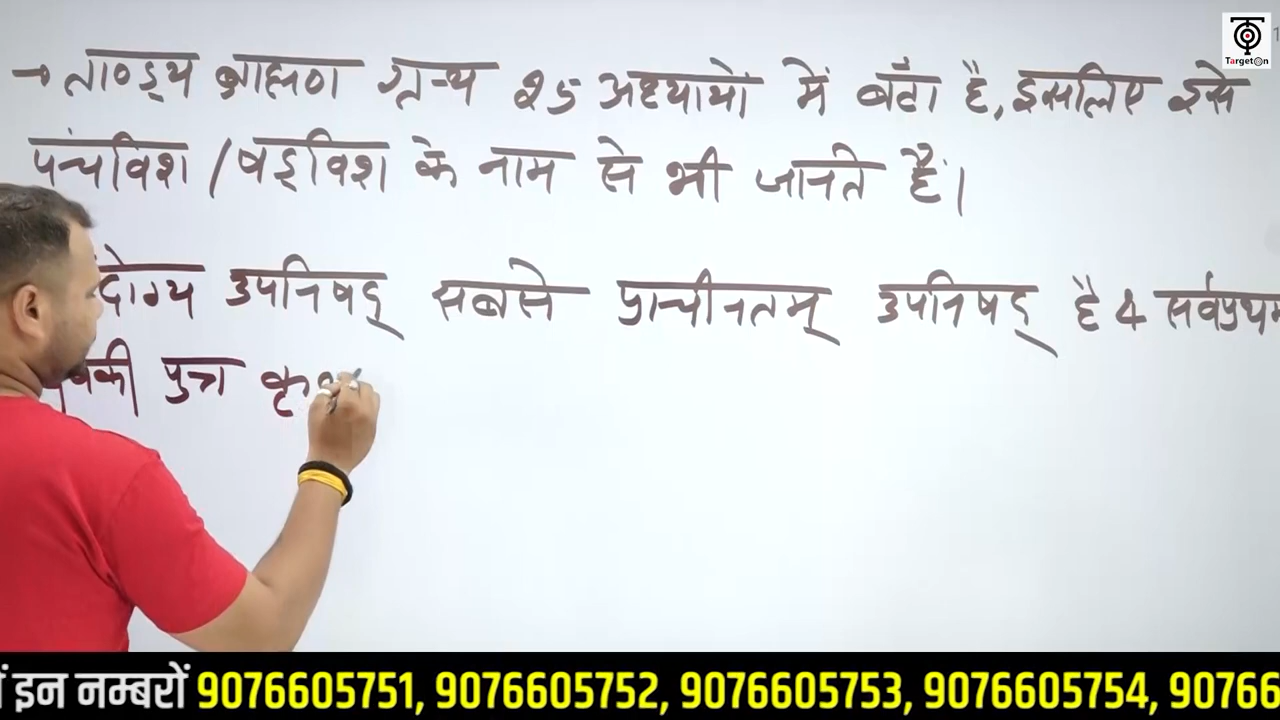 → ताण्ड्य ब्राह्मण ग्रन्थ 25 अध्यायों में बँटा है, इसलिए इसे
पंचविश / षड्विश के नाम से भी जानते हैं।
उपनिषद् सबसे प्राचीनतम् उपनिषद् है & सर्वप्रथम
पुत्र
TargetOn
इन नम्बरों 9076605751, 9076605752, 9076605753, 9076605754, 90766